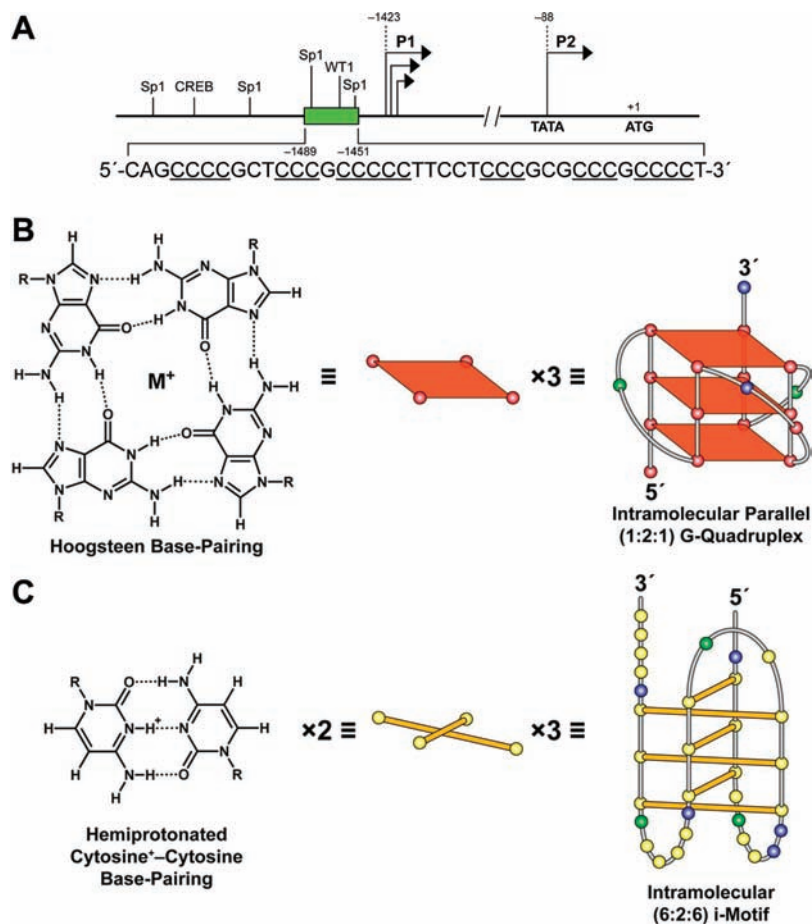 A
–1423
–88
P1
P2
Sp1
WT1
Sp1
CREB
Sp1
Sp1
+1
TATA
ATG
–1489
–1451
5´-CAGCCCCGCTCCCGCCCCCTTCCTCCCGCGCCCGCCCCT-3´
B
H
R
N
H
N
N
R
N
N
N
H
H
N
O
H
N
N
N
N
H
O
N
H
M+
H
H
N
H
H
O
H
N
H
N
N
O
N
H
O
N
N
H
N
N
N
H
N
N
R
H
R
≡
×3 ≡
3´
5´
Hoogsteen Base-Pairing
Intramolecular Parallel
(1:2:1) G-Quadruplex
C
H
R
O
H
N
H
N
N
H+
N
H
H
N
H
O
N
R
H
×2 ≡
×3 ≡
3´
5´
Hemiprotonated
Cytosine+–Cytosine
Base-Pairing
Intramolecular
(6:2:6) i-Motif